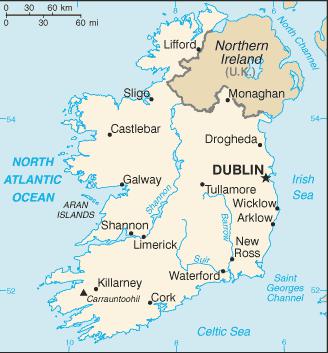 0 30 60 km
0 30 60 mi
North Channel
Lifford
Northern
Ireland
(U.K.)
Sligo
Monaghan
54
54
Castlebar
Drogheda
NORTH
ATLANTIC
OCEAN
DUBLIN
Irish
Sea
Galway
Tullamore
ARAN
ISLANDS
Shannon
Wicklow
Arklow
Barrow
Shannon
Limerick
New
Ross
Suir
Waterford
Saint
Georges
Channel
Killarney
Carrauntoohil
Cork
52
52
Celtic Sea
10
8
6